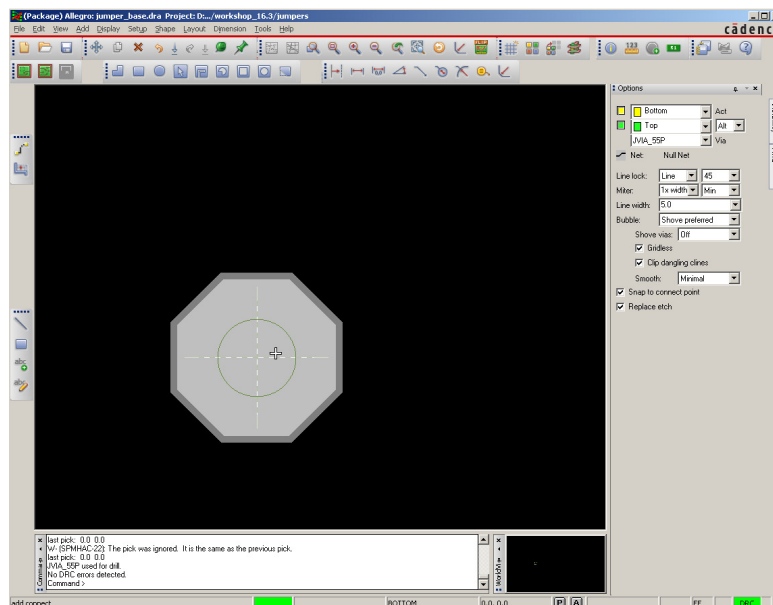 (Package) Allegro: jumper_base.dra Project: D:.../workshop_16.3/jumpers
File Edit View Add Display Setup Shape Layout Dimension Tools Help
cādenc
Options
Bottom Act
Top Alt
JVIA_55P Via
Net: Null Net
Line lock: Line 45
Miter: 1x width Min
Line width: 5.0
Bubble: Shove preferred
Shove vias: Off
Gridless
Clip dangling clines
Smooth: Minimal
Snap to connect point
Replace etch
abc
abc
last pick: 0.0 0.0
W- (SPMHAC-22): The pick was ignored. It is the same as the previous pick.
last pick: 0.0 0.0
JVIA_55P used for drill.
No DRC errors detected.
Command >
Command
WorldView
add connect
BOTTOM
0.0, 0.0
P A
DRC